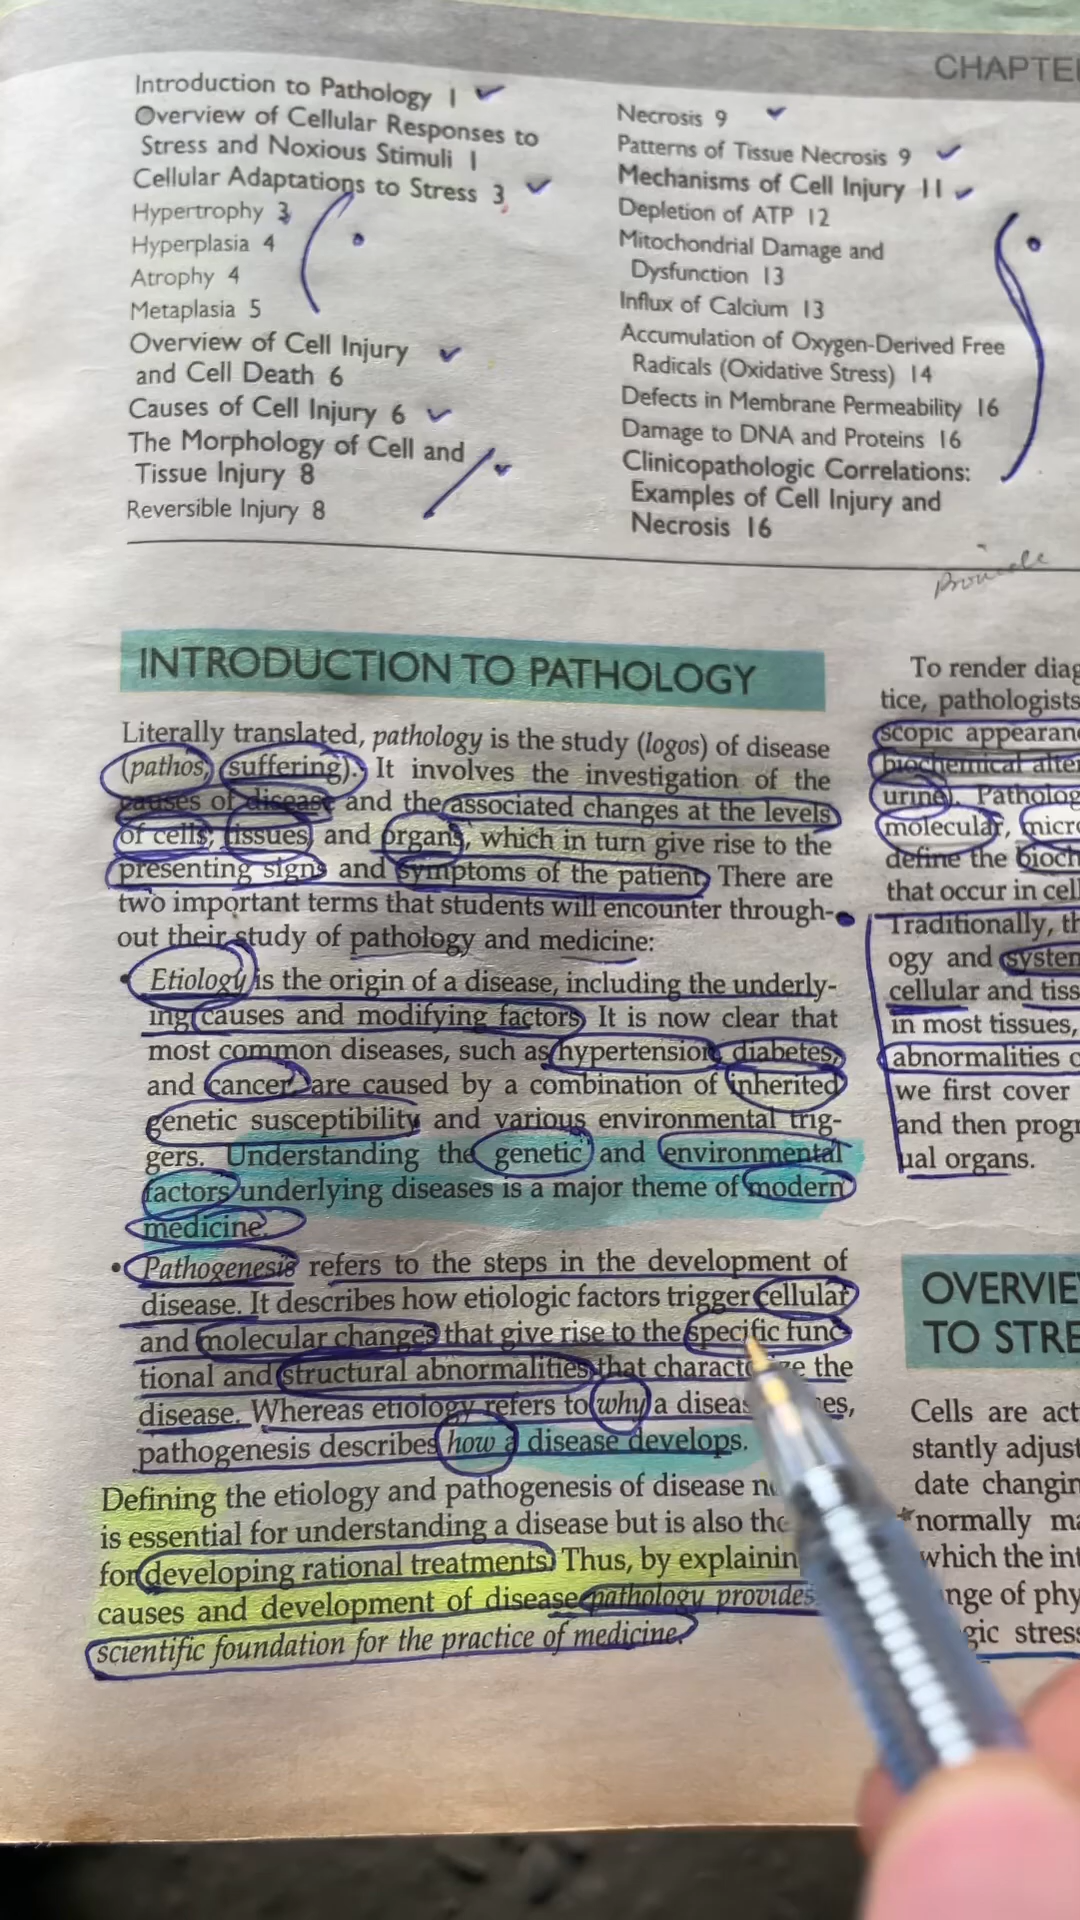 CHAPTE
Introduction to Pathology 1
Overview of Cellular Responses to
Stress and Noxious Stimuli 1
Cellular Adaptations to Stress 3
Hypertrophy 3
Hyperplasia 4
Atrophy 4
Metaplasia 5
Overview of Cell Injury
and Cell Death 6
Causes of Cell Injury 6
The Morphology of Cell and
Tissue Injury 8
Reversible Injury 8
Necrosis 9
Patterns of Tissue Necrosis 9
Mechanisms of Cell Injury 11
Depletion of ATP 12
Mitochondrial Damage and
Dysfunction 13
Influx of Calcium 13
Accumulation of Oxygen-Derived Free
Radicals (Oxidative Stress) 14
Defects in Membrane Permeability 16
Damage to DNA and Proteins 16
Clinicopathologic Correlations:
Examples of Cell Injury and
Necrosis 16
INTRODUCTION TO PATHOLOGY
Literally translated, pathology is the study (logos) of disease
(pathos, suffering). It involves the investigation of the
causes of disease and the associated changes at the levels
of cells, tissues, and organs, which in turn give rise to the
presenting signs and symptoms of the patient. There are
two important terms that students will encounter through-
out their study of pathology and medicine:
• Etiology is the origin of a disease, including the underly-
ing causes and modifying factors. It is now clear that
most common diseases, such as hypertension, diabetes,
and cancer, are caused by a combination of inherited
genetic susceptibility and various environmental trig-
gers. Understanding the genetic and environmental
factors underlying diseases is a major theme of modern
medicine.
• Pathogenesis refers to the steps in the development of
disease. It describes how etiologic factors trigger cellular
and molecular changes that give rise to the specific func
tional and structural abnormalities that characterize the
disease. Whereas etiology refers to why a diseas es,
pathogenesis describes how a disease develops.
Defining the etiology and pathogenesis of disease n
is essential for understanding a disease but is also the
for developing rational treatments. Thus, by explainin
causes and development of disease pathology provides
scientific foundation for the practice of medicine.
To render diag
tice, pathologists
scopic appearan
biochemical alter
urine). Patholog
molecular, micro
define the bioch
that occur in cell
Traditionally, th
ogy and system
cellular and tiss
in most tissues,
abnormalities o
we first cover
and then progr
ual organs.
OVERVIE
TO STRE
Cells are act
stantly adjust
date changin
normally ma
which the int
nge of phy
gic stress